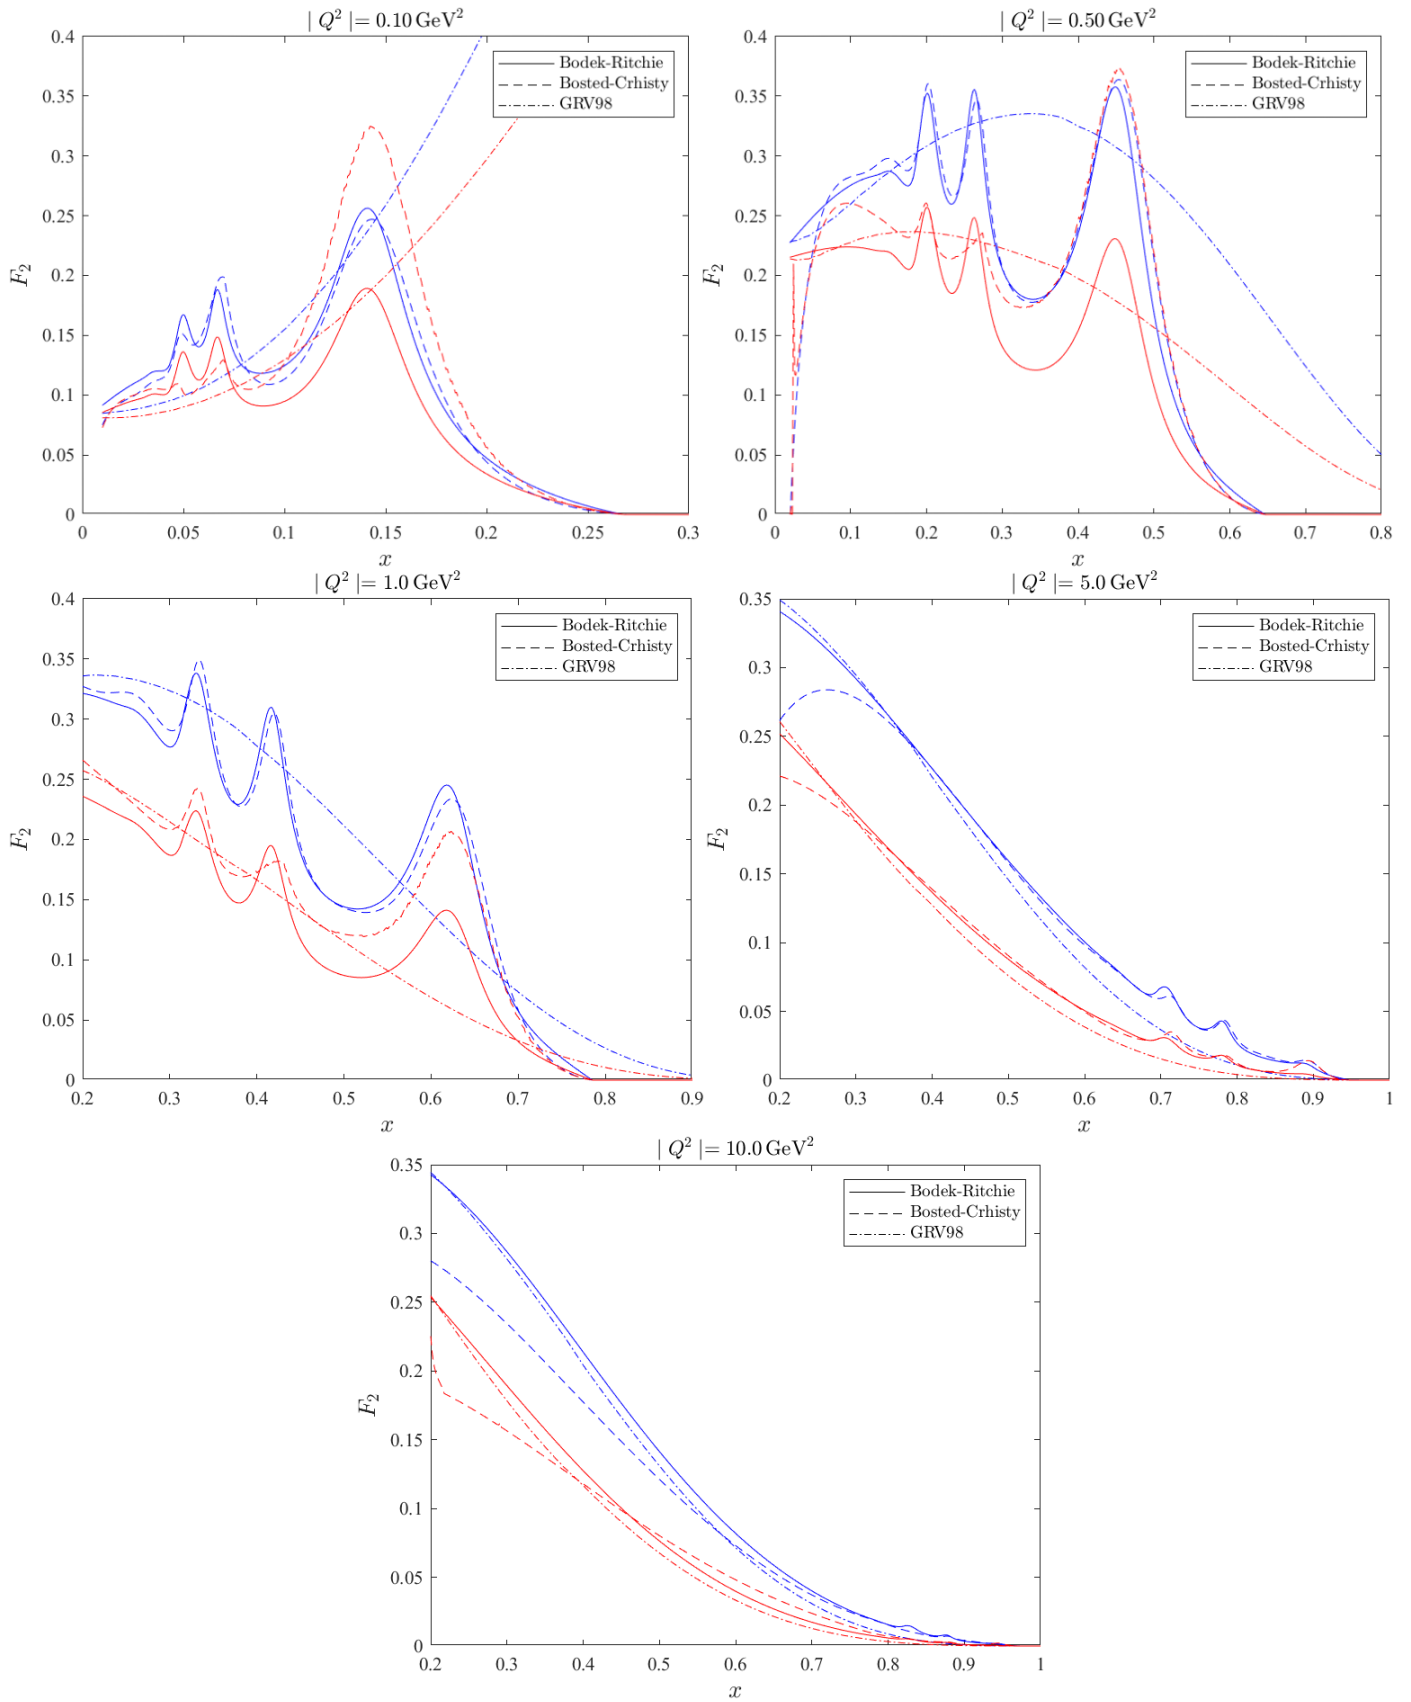 | Q² |= 0.10 GeV²
0.4
0.35
0.3
0.25
0.2
0.15
0.1
0.05
0
F₂
Bodek-Ritchie
Bosted-Crhisty
GRV98
0 0.05 0.1 0.15 0.2 0.25 0.3
x
| Q² |= 0.50 GeV²
0.4
0.35
0.3
0.25
0.2
0.15
0.1
0.05
0
F₂
Bodek-Ritchie
Bosted-Crhisty
GRV98
0 0.1 0.2 0.3 0.4 0.5 0.6 0.7 0.8
x
| Q² |= 1.0 GeV²
0.4
0.35
0.3
0.25
0.2
0.15
0.1
0.05
0
F₂
Bodek-Ritchie
Bosted-Crhisty
GRV98
0.2 0.3 0.4 0.5 0.6 0.7 0.8 0.9
x
| Q² |= 5.0 GeV²
0.35
0.3
0.25
0.2
0.15
0.1
0.05
0
F₂
Bodek-Ritchie
Bosted-Crhisty
GRV98
0.2 0.3 0.4 0.5 0.6 0.7 0.8 0.9 1
x
| Q² |= 10.0 GeV²
0.35
0.3
0.25
0.2
0.15
0.1
0.05
0
F₂
Bodek-Ritchie
Bosted-Crhisty
GRV98
0.2 0.3 0.4 0.5 0.6 0.7 0.8 0.9 1
x